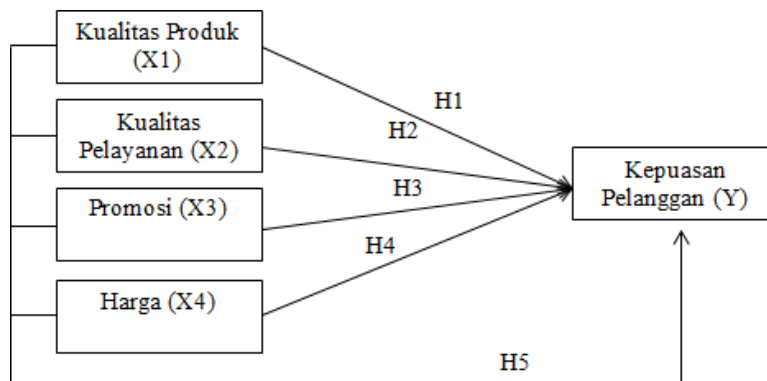 Kualitas Produk
(X1)
H1
H2
Kualitas
Pelayanan (X2)
Kepuasan
Pelanggan (Y)
H3
Promosi (X3)
H4
Harga (X4)
H5